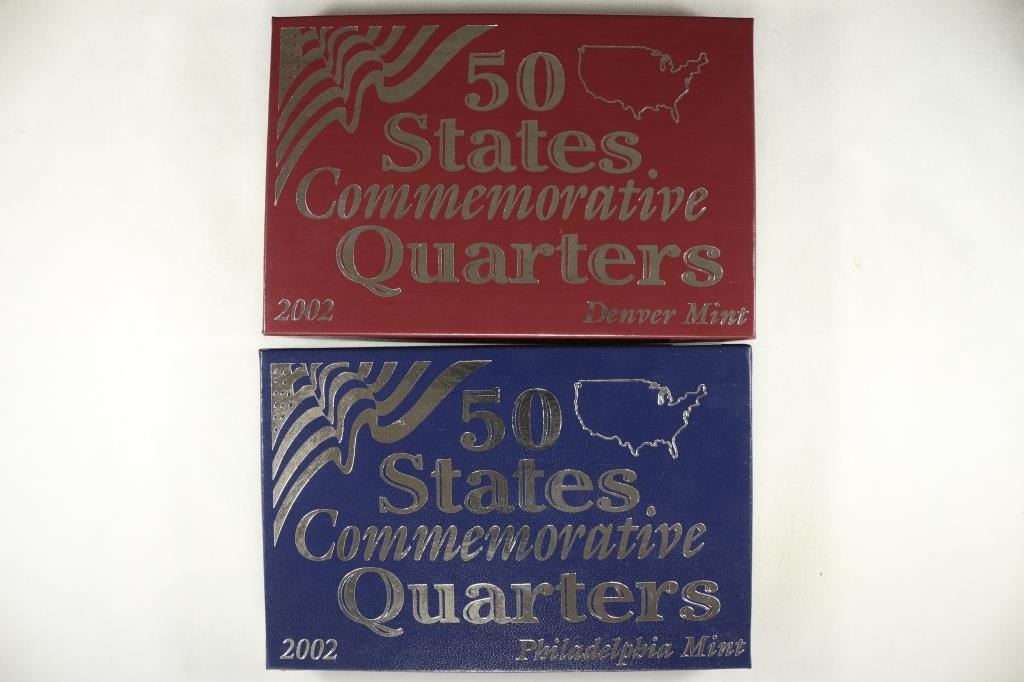 50
States
Commemorative
Quarters
2002 Denver Mint
50
States
Commemorative
Quarters
2002 Philadelphia Mint